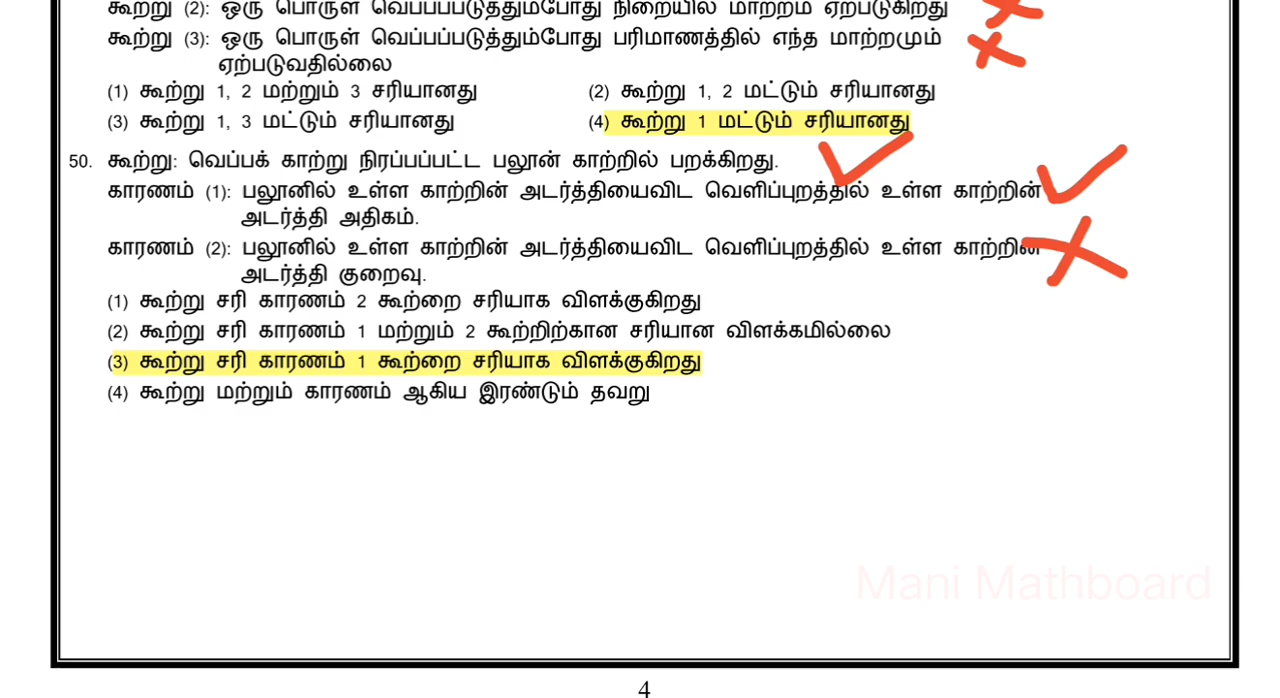 கூற்று (2): ஒரு பொருள் வெப்பப்படுத்தும்போது நிறையில் மாற்றம் ஏற்படுகிறது
கூற்று (3): ஒரு பொருள் வெப்பப்படுத்தும்போது பரிமாணத்தில் எந்த மாற்றமும்
ஏற்படுவதில்லை
(1) கூற்று 1, 2 மற்றும் 3 சரியானது (2) கூற்று 1, 2 மட்டும் சரியானது
(3) கூற்று 1, 3 மட்டும் சரியானது (4) கூற்று 1 மட்டும் சரியானது
50. கூற்று: வெப்பக் காற்று நிரப்பப்பட்ட பலூன் காற்றில் பறக்கிறது.
காரணம் (1): பலூனில் உள்ள காற்றின் அடர்த்தியைவிட வெளிப்புறத்தில் உள்ள காற்றின்
அடர்த்தி அதிகம்.
காரணம் (2): பலூனில் உள்ள காற்றின் அடர்த்தியைவிட வெளிப்புறத்தில் உள்ள காற்றின்
அடர்த்தி குறைவு.
(1) கூற்று சரி காரணம் 2 கூற்றை சரியாக விளக்குகிறது
(2) கூற்று சரி காரணம் 1 மற்றும் 2 கூற்றிற்கான சரியான விளக்கமில்லை
(3) கூற்று சரி காரணம் 1 கூற்றை சரியாக விளக்குகிறது
(4) கூற்று மற்றும் காரணம் ஆகிய இரண்டும் தவறு
Mani Mathboard
4